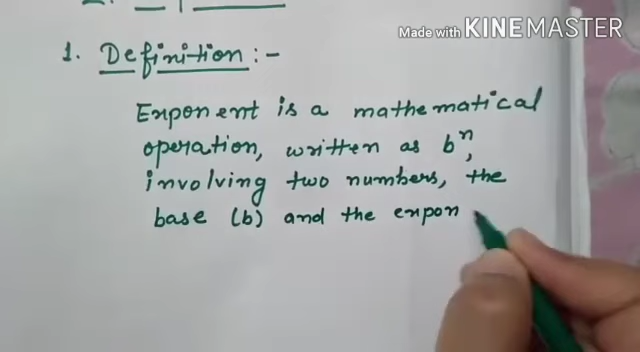 Made with KINEMASTER
1. Definition :-
Exponent is a mathematical
operation, written as bⁿ,
involving two numbers, the
base (b) and the expon